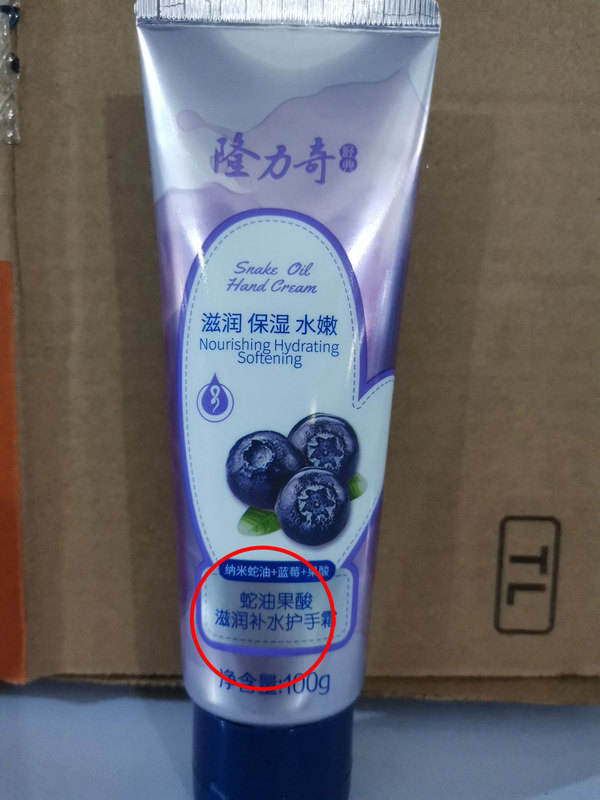 隆力奇 经典
Snake Oil
Hand Cream
滋润 保湿 水嫩
Nourishing Hydrating
Softening
纳米蛇油+蓝莓+果酸
蛇油果酸
滋润补水护手霜
净含量:100g
TL